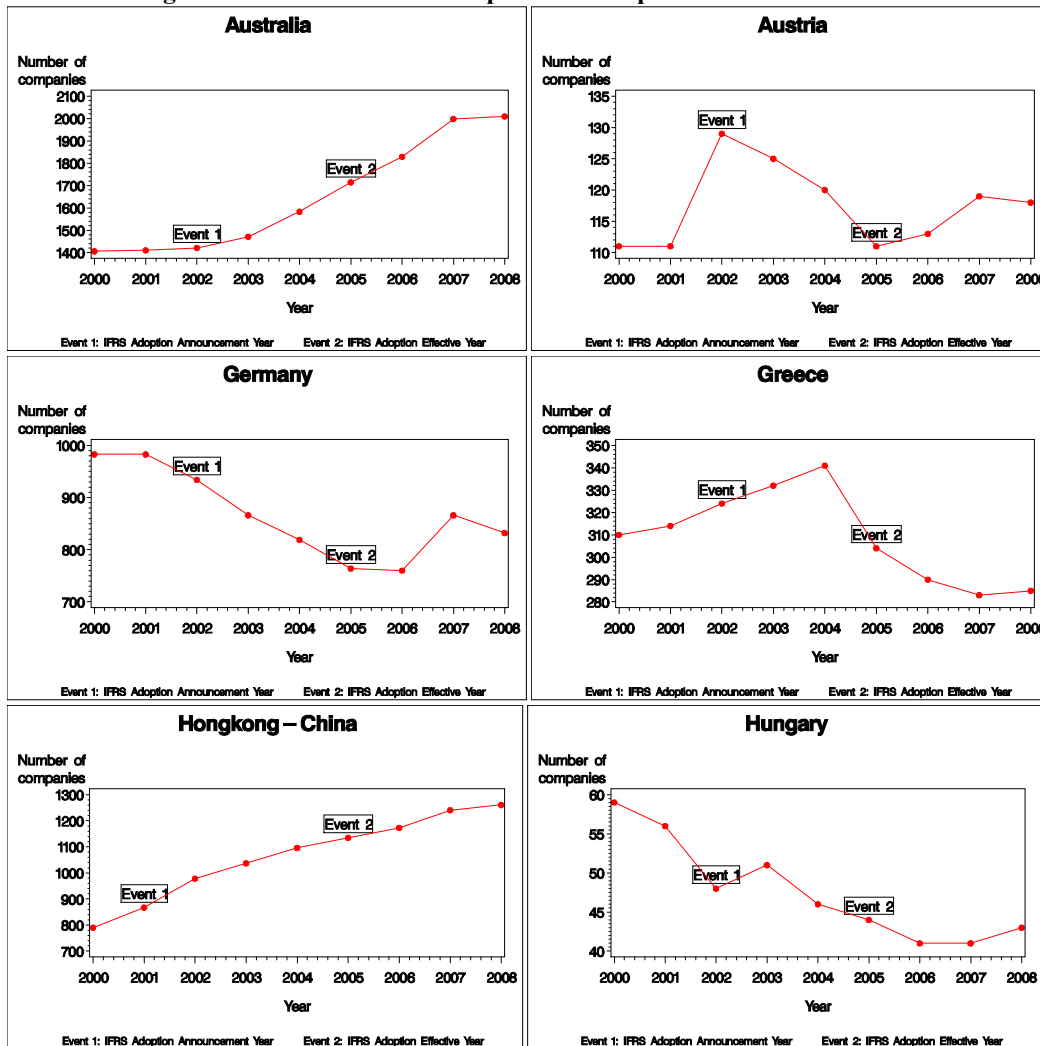 Australia
Number of
companies
2100
2000
1900
1800
1700
1600
1500
1400
Event 1
Event 2
2000 2001 2002 2003 2004 2005 2006 2007 2008
Year
Event 1: IFRS Adoption Announcement Year Event 2: IFRS Adoption Effective Year
Austria
Number of
companies
135
130
125
120
115
110
Event 1
Event 2
2000 2001 2002 2003 2004 2005 2006 2007
Year
Event 1: IFRS Adoption Announcement Year Event 2: IFRS Adoption Effective Year
Germany
Number of
companies
1000
900
800
700
Event 1
Event 2
2000 2001 2002 2003 2004 2005 2006 2007 2008
Year
Event 1: IFRS Adoption Announcement Year Event 2: IFRS Adoption Effective Year
Greece
Number of
companies
350
340
330
320
310
300
290
280
Event 1
Event 2
2000 2001 2002 2003 2004 2005 2006 2007
Year
Event 1: IFRS Adoption Announcement Year Event 2: IFRS Adoption Effective Year
Hongkong – China
Number of
companies
1300
1200
1100
1000
900
800
700
Event 1
Event 2
2000 2001 2002 2003 2004 2005 2006 2007 2008
Year
Event 1: IFRS Adoption Announcement Year Event 2: IFRS Adoption Effective Year
Hungary
Number of
companies
60
55
50
45
40
Event 1
Event 2
2000 2001 2002 2003 2004 2005 2006 2007 2008
Year
Event 1: IFRS Adoption Announcement Year Event 2: IFRS Adoption Effective Year